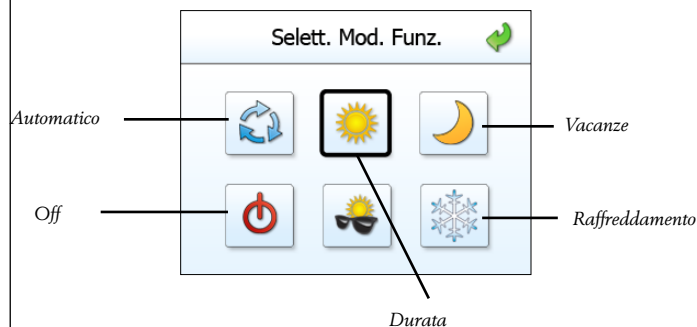 Selett. Mod. Funz.
Automatico
Vacanze
Off
Raffreddamento
Durata